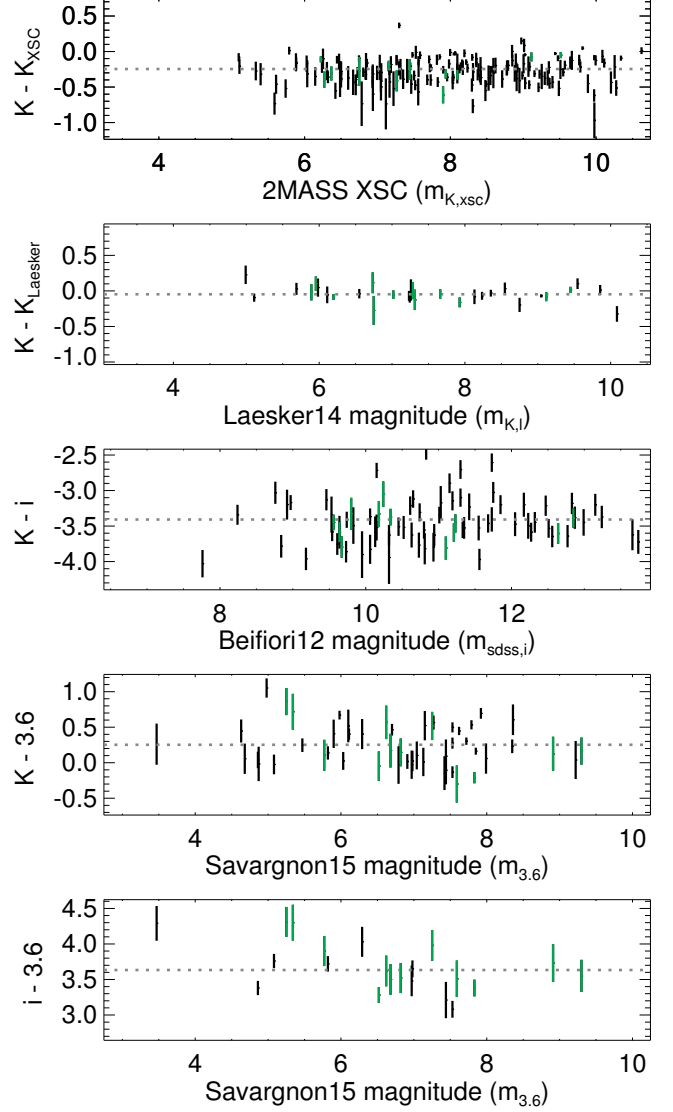 0.5
0.0
-0.5
-1.0
K - K_XSC
4 6 8 10
2MASS XSC (m_K,xsc)
0.5
0.0
-0.5
-1.0
K - K_Laesker
4 6 8 10
Laesker14 magnitude (m_K,l)
-2.5
-3.0
-3.5
-4.0
K - i
8 10 12
Beifiori12 magnitude (m_sdss,i)
1.0
0.5
0.0
-0.5
K - 3.6
4 6 8 10
Savargnon15 magnitude (m_3.6)
4.5
4.0
3.5
3.0
i - 3.6
4 6 8 10
Savargnon15 magnitude (m_3.6)